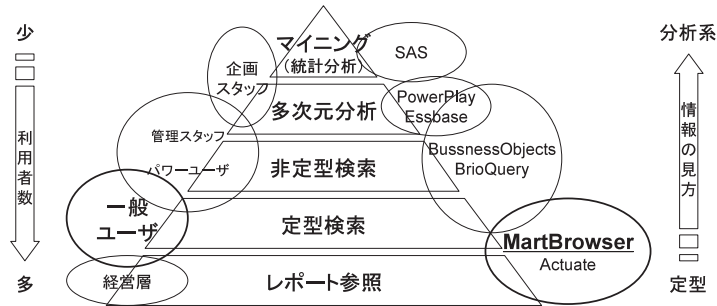 少
利用者数
多
マイニング
(統計分析)
SAS
企画
スタッフ
多次元分析
PowerPlay
Essbase
管理スタッフ
パワーユーザ
非定型検索
BussnessObjects
BrioQuery
一般
ユーザ
定型検索
MartBrowser
Actuate
経営層
レポート参照
分析系
情報の見方
定型